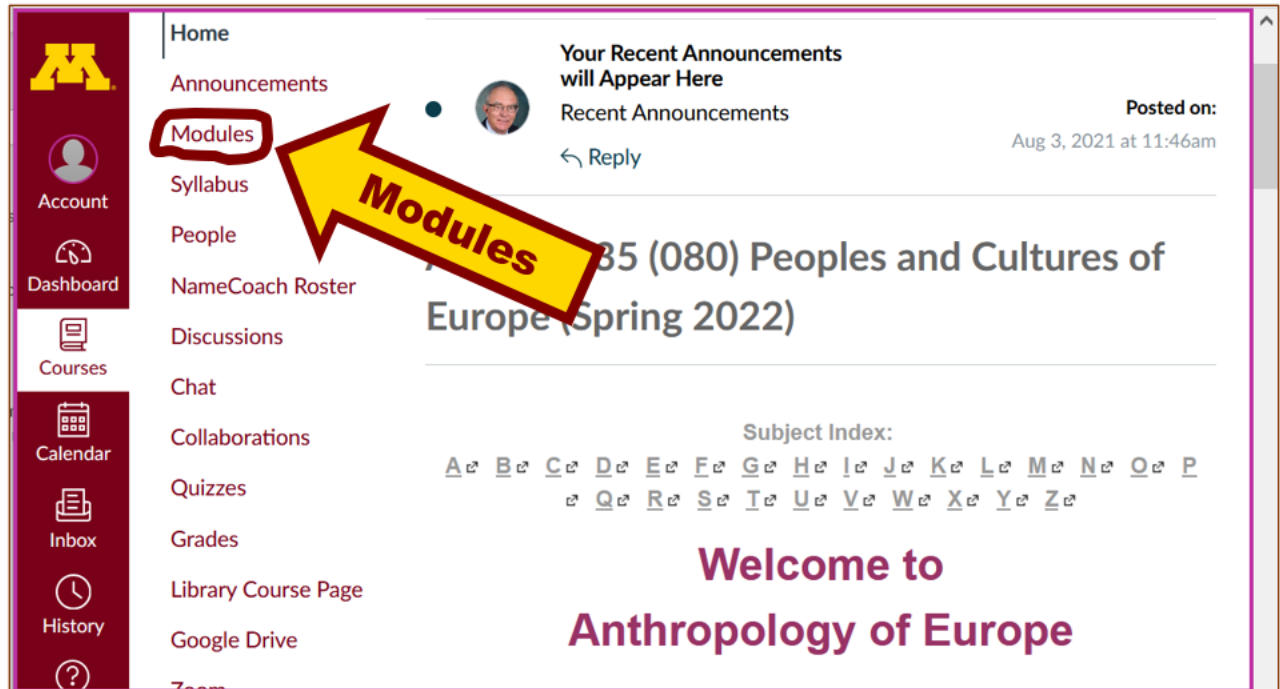 M
Account
Dashboard
Courses
Calendar
Inbox
History
Home
Announcements
Modules
Syllabus
People
NameCoach Roster
Discussions
Chat
Collaborations
Quizzes
Grades
Library Course Page
Google Drive
Zoom
Modules
Your Recent Announcements
will Appear Here
Recent Announcements
Reply
Posted on:
Aug 3, 2021 at 11:46am
35 (080) Peoples and Cultures of
Europe (Spring 2022)
Subject Index:
A B C D E F G H I J K L M N O P
Q R S T U V W X Y Z
Welcome to
Anthropology of Europe